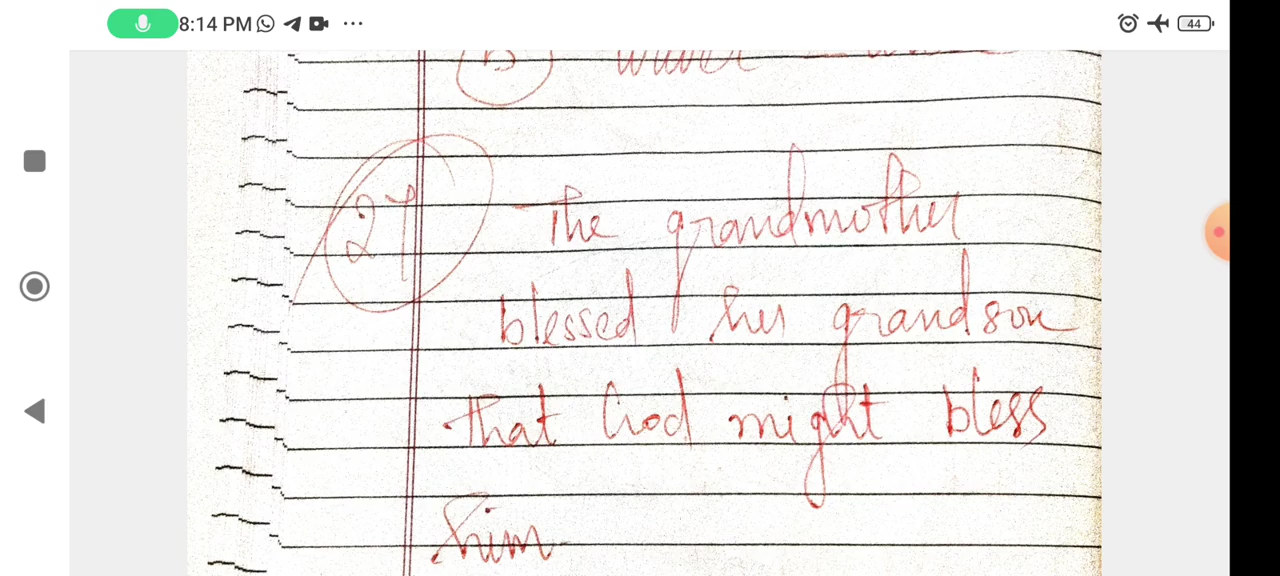 8:14 PM
44
27 The grandmother
blessed her grandson
that God might bless
him